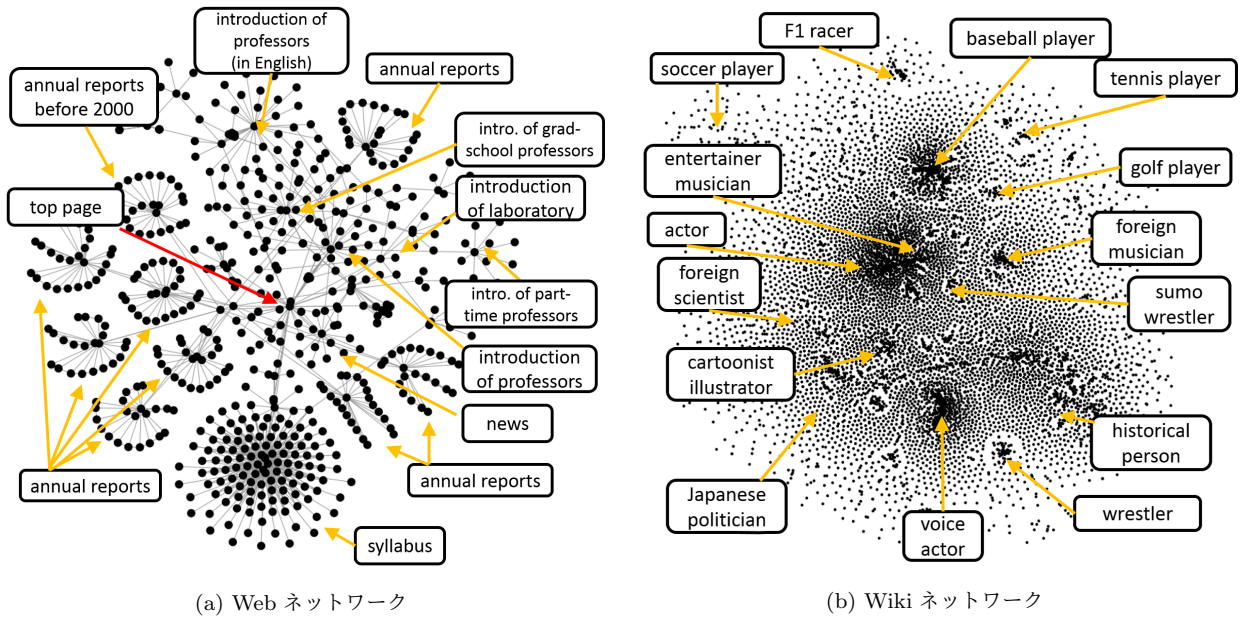 introduction of
professors
(in English)
annual reports
annual reports
before 2000
intro. of grad-
school professors
introduction
of laboratory
top page
intro. of part-
time professors
introduction
of professors
news
annual reports
annual reports
syllabus
(a) Web ネットワーク
F1 racer
baseball player
soccer player
tennis player
entertainer
musician
golf player
actor
foreign
musician
foreign
scientist
sumo
wrestler
cartoonist
illustrator
historical
person
Japanese
politician
wrestler
voice
actor
(b) Wiki ネットワーク